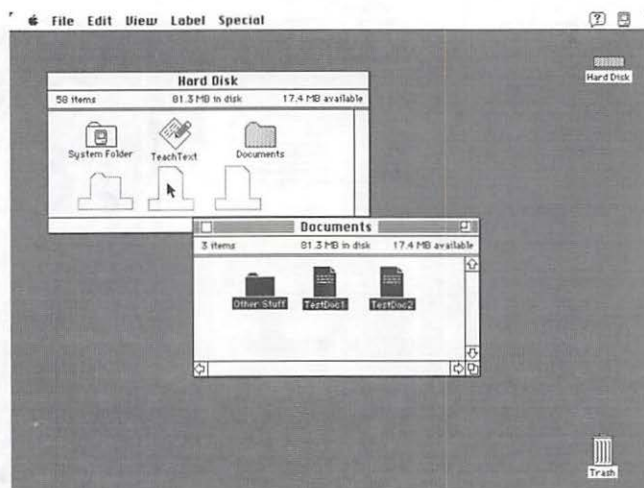 File Edit View Label Special
Hard Disk
Hard Disk
58 items 81.3 MB in disk 17.4 MB available
System Folder TeachText Documents
Documents
3 items 81.3 MB in disk 17.4 MB available
Other Stuff TestDoc1 TestDoc2
Trash